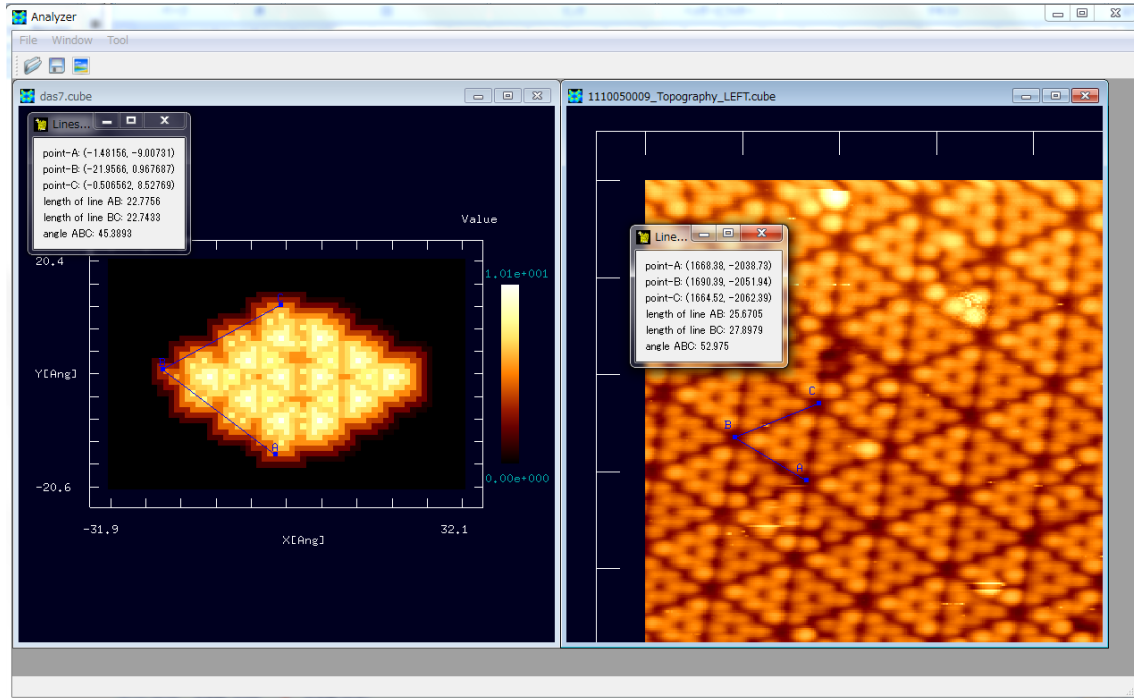 Analyzer
File Window Tool
das7.cube
Lines...
point-A: (-1.48156, -9.00731)
point-B: (-21.9566, 0.967687)
point-C: (-0.506562, 8.52769)
length of line AB: 22.7756
length of line BC: 22.7433
angle ABC: 45.3893
Value
20.4
1.01e+001
Y[Ang]
B
A
-20.6
0.00e+000
-31.9
32.1
X[Ang]
1110050009_Topography_LEFT.cube
Line...
point-A: (1668.38, -2038.73)
point-B: (1690.39, -2051.94)
point-C: (1664.52, -2062.39)
length of line AB: 25.6705
length of line BC: 27.8979
angle ABC: 52.975
C
B
A